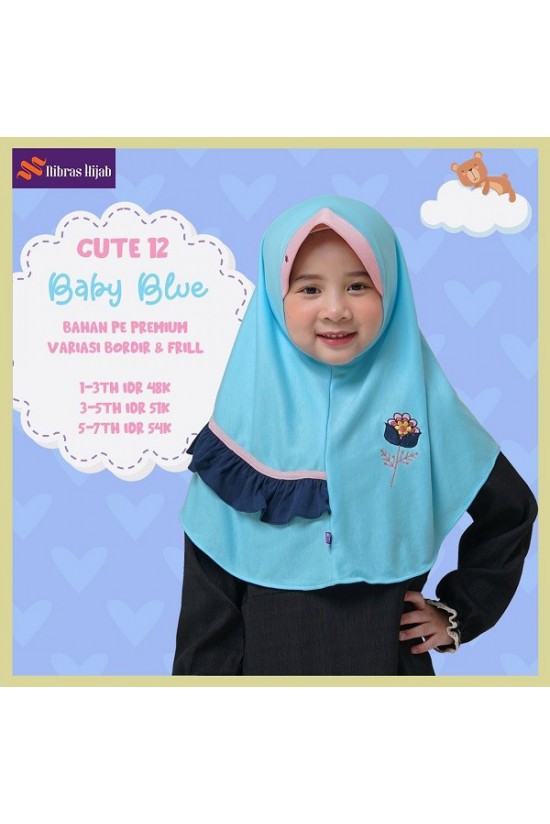 Nibras Hijab
CUTE 12
Baby Blue
BAHAN PE PREMIUM
VARIASI BORDIR & FRILL
1-3TH IDR 48K
3-5TH IDR 51K
5-7TH IDR 54K